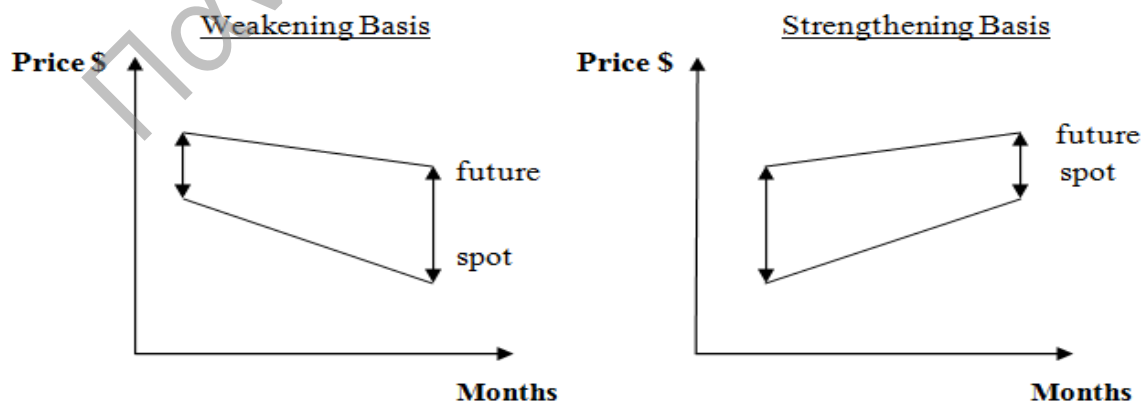 Weakening Basis
Price $
future
spot
Months
Strengthening Basis
Price $
future
spot
Months